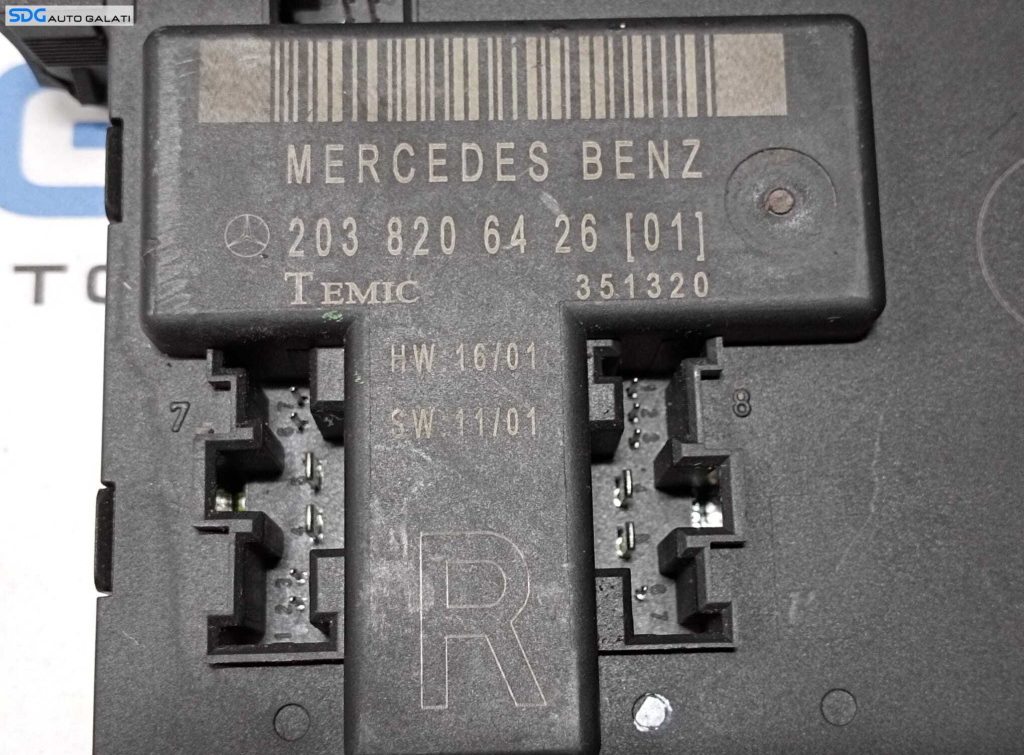 SDG AUTO GALATI
MERCEDES BENZ
203 820 64 26 [01]
TEMIC 351320
HW: 16/01
SW: 11/01
7
8
R